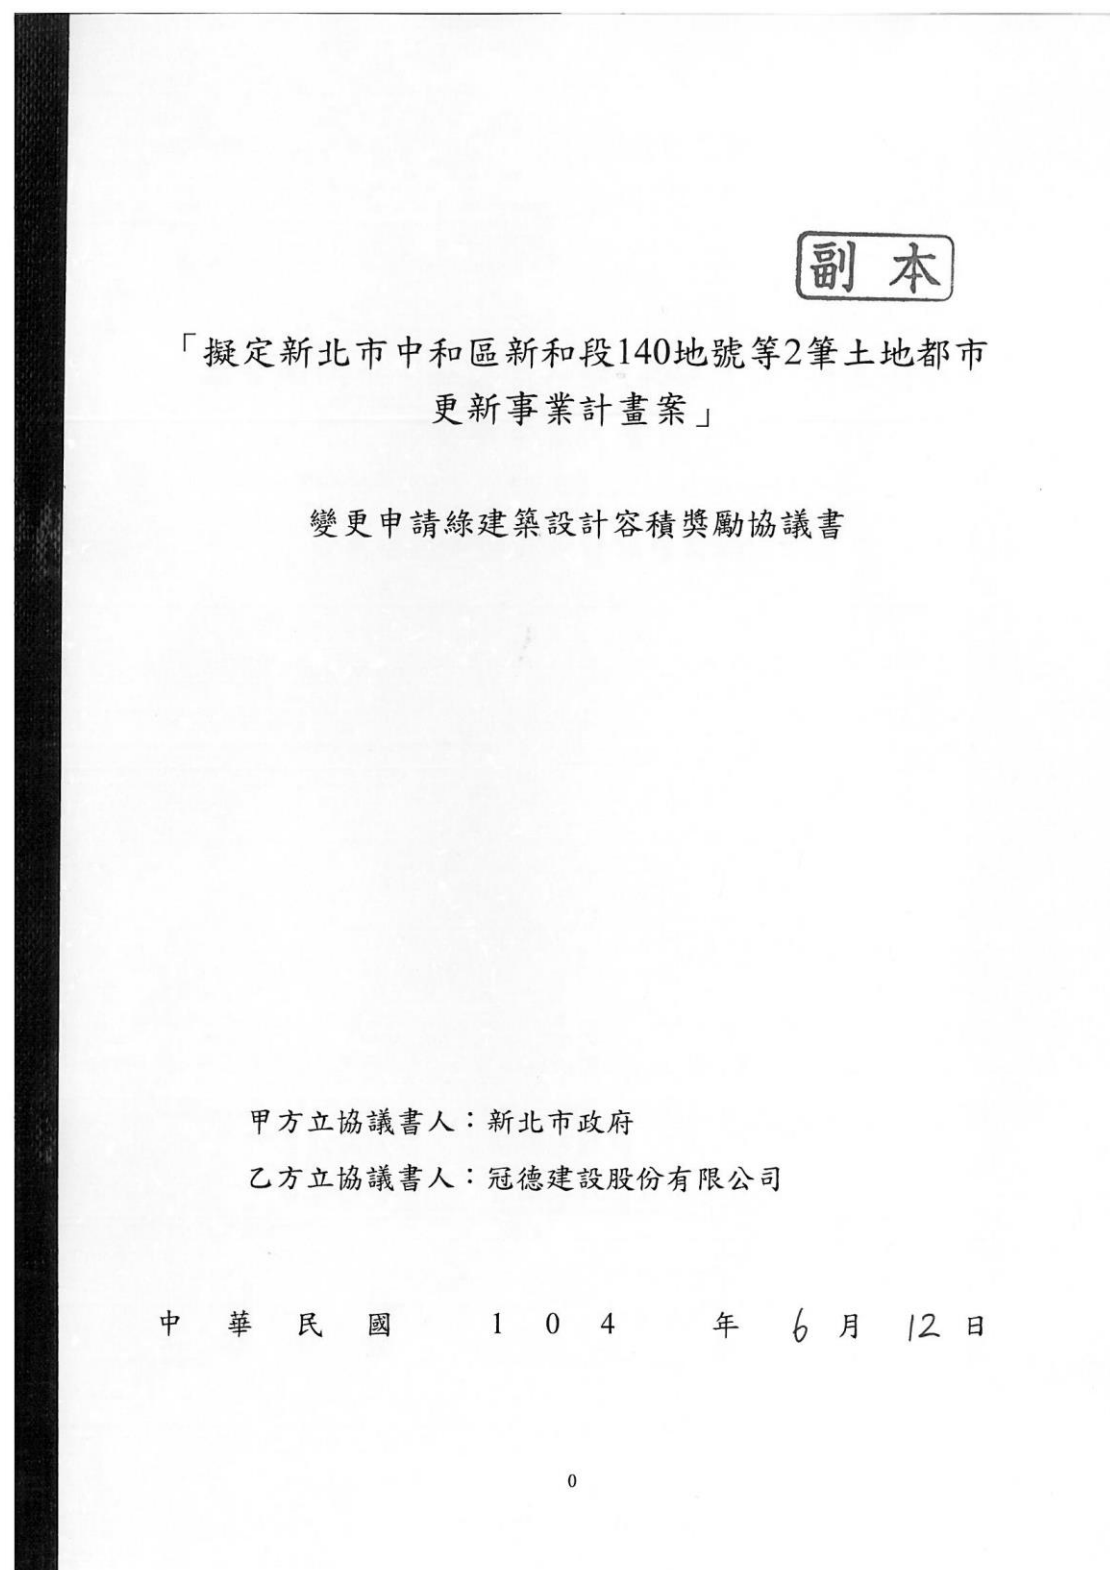 副本
「擬定新北市中和區新和段140地號等2筆土地都市
更新事業計畫案」
變更申請綠建築設計容積獎勵協議書
甲方立協議書人：新北市政府
乙方立協議書人：冠德建設股份有限公司
中華民國 104 年 6 月 12 日
0